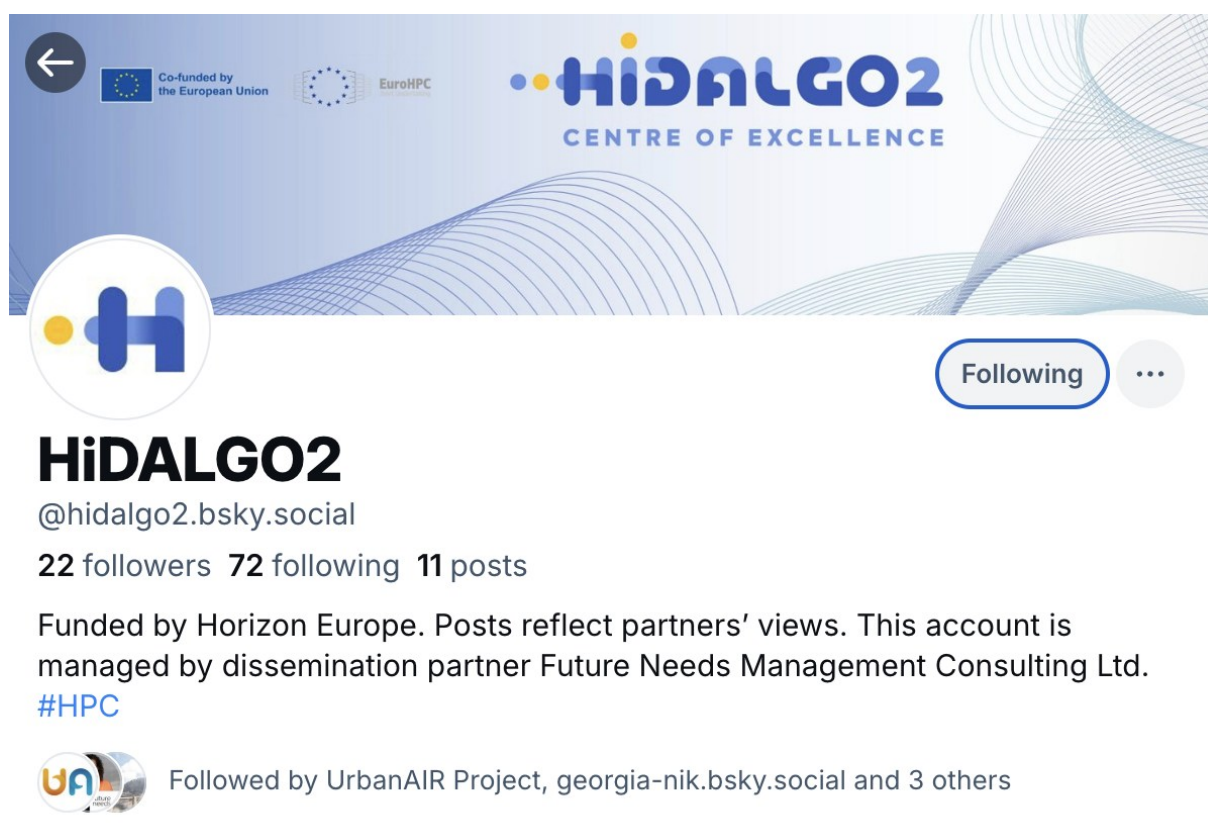 Co-funded by
the European Union
EuroHPC
HiDALGO2
CENTRE OF EXCELLENCE
Following
HiDALGO2
@hidalgo2.bsky.social
22 followers 72 following 11 posts
Funded by Horizon Europe. Posts reflect partners’ views. This account is
managed by dissemination partner Future Needs Management Consulting Ltd.
#HPC
UA
Followed by UrbanAIR Project, georgia-nik.bsky.social and 3 others